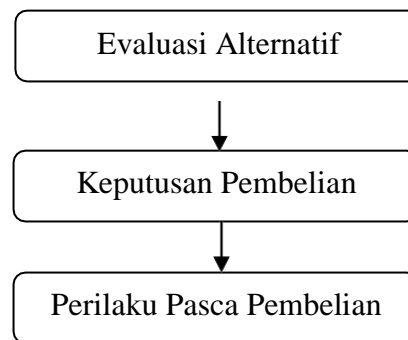 Evaluasi Alternatif
Keputusan Pembelian
Perilaku Pasca Pembelian